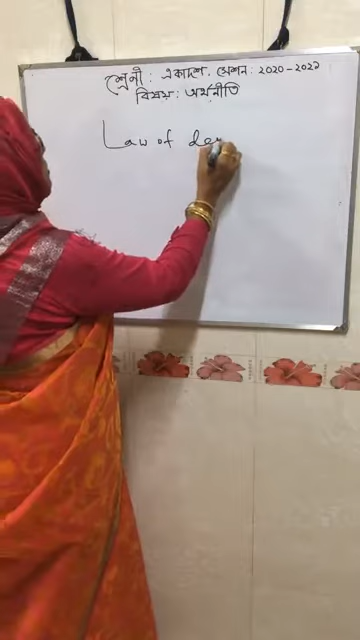 শ্রেণী : একাদশ. সেশন: ২০২০-২০২১
বিষয় : অর্থনীতি
Law of de